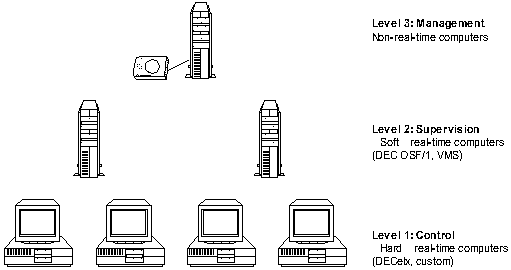 Level 3: Management
Non-real-time computers
Level 2: Supervision
Soft real-time computers
(DEC OSF/1, VMS)
Level 1: Control
Hard real-time computers
(DECelx, custom)